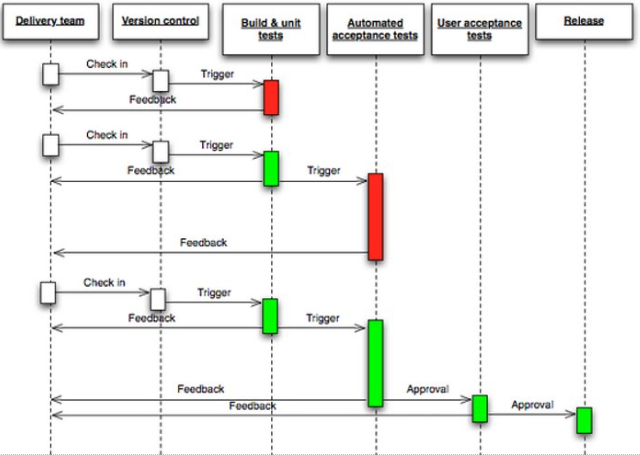 Delivery team
Version control
Build & unit
tests
Automated
acceptance tests
User acceptance
tests
Release
Check in
Trigger
Feedback
Check in
Trigger
Feedback
Trigger
Feedback
Check in
Trigger
Feedback
Trigger
Feedback
Approval
Feedback
Approval